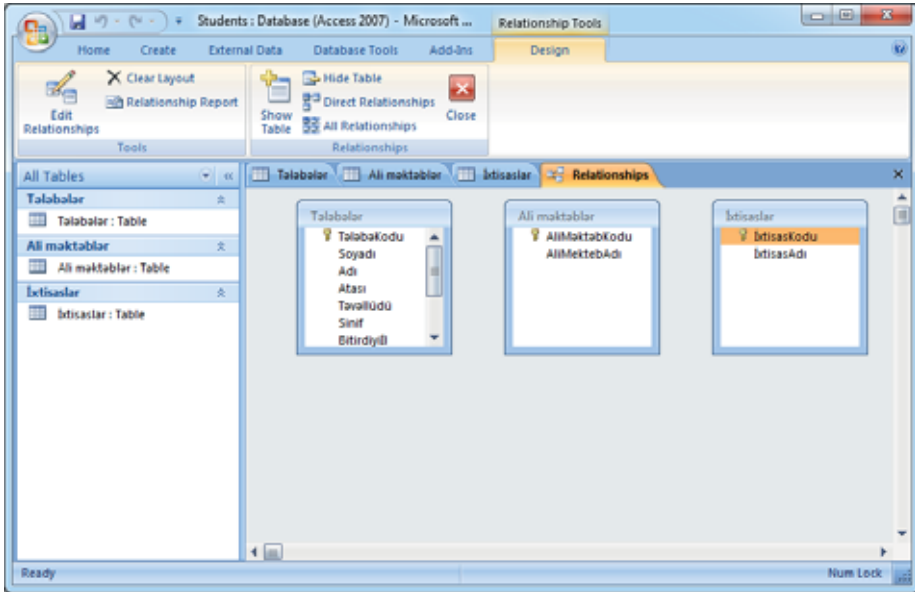 Students : Database (Access 2007) - Microsoft ...
Relationship Tools
Home Create External Data Database Tools Add-Ins Design
Edit Relationships
Clear Layout
Relationship Report
Tools
Show Table
Hide Table
Direct Relationships
All Relationships
Close
Relationships
All Tables
Tələbələr
Tələbələr : Table
Ali məktəblər
Ali məktəblər : Table
İxtisaslar
İxtisaslar : Table
Tələbələr Ali məktəblər İxtisaslar Relationships
Tələbələr
TələbəKodu
Soyadı
Adı
Atası
Təvəllüdü
Sinif
Bitirdiyiİl
Ali məktəblər
AliMəktəbKodu
AliMektebAdı
İxtisaslar
İxtisasKodu
İxtisasAdı
Ready
Num Lock